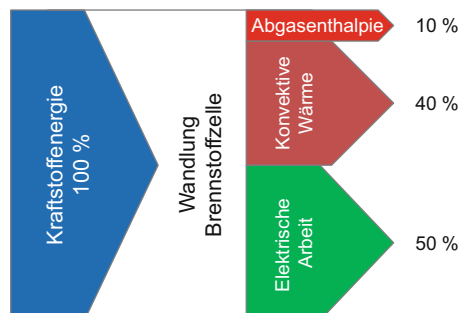 Kraftstoffenergie
100 %
Wandlung
Brennstoffzelle
Abgasenthalpie
10 %
Konvektive
Wärme
40 %
Elektrische
Arbeit
50 %